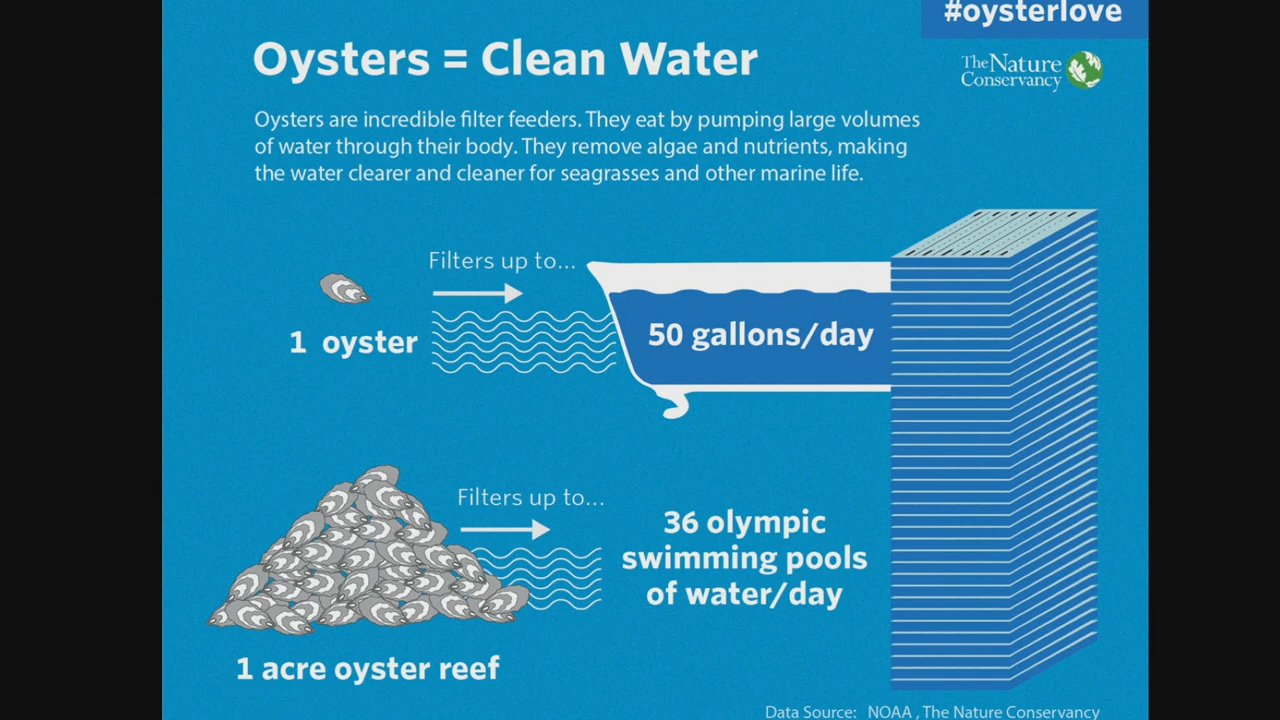 #oysterlove
Oysters = Clean Water
The Nature
Conservancy
Oysters are incredible filter feeders. They eat by pumping large volumes
of water through their body. They remove algae and nutrients, making
the water clearer and cleaner for seagrasses and other marine life.
Filters up to...
1 oyster
50 gallons/day
Filters up to...
36 olympic
swimming pools
of water/day
1 acre oyster reef
Data Source: NOAA , The Nature Conservancy